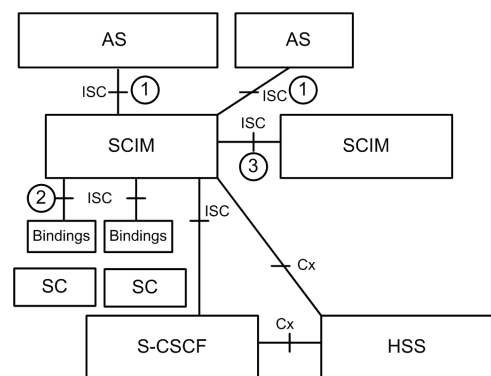 AS
AS
ISC
1
ISC
1
ISC
SCIM
SCIM
3
2
ISC
ISC
Bindings
Bindings
Cx
SC
SC
Cx
S-CSCF
HSS